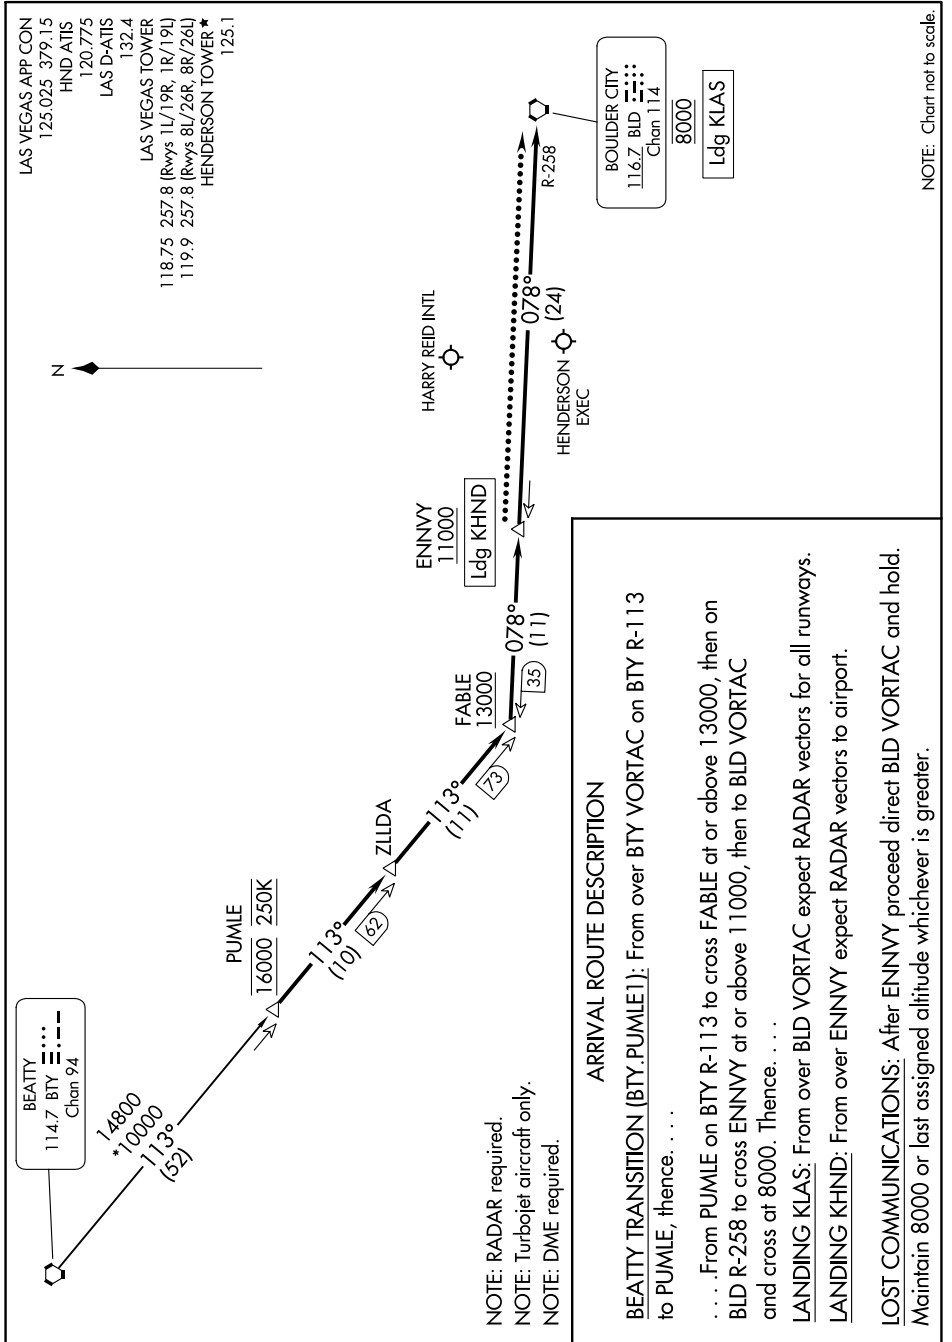 LAS VEGAS APP CON
125.025 379.15
HND ATIS
120.775
LAS D-ATIS
132.4
LAS VEGAS TOWER
118.75 257.8 (Rwys 1L/19R, 1R/19L)
119.9 257.8 (Rwys 8L/26R, 8R/26L)
HENDERSON TOWER★
125.1
N
BEATTY
114.7 BTY
Chan 94
14800
*10000
113°
(52)
PUMLE
16000 250K
113°
(10)
62
ZLLDA
113°
(11)
73
FABLE
13000
35
078°
(11)
ENNVY
11000
Ldg KHND
HARRY REID INTL
HENDERSON
EXEC
078°
(24)
R-258
BOULDER CITY
116.7 BLD
Chan 114
8000
Ldg KLAS
NOTE: RADAR required.
NOTE: Turbojet aircraft only.
NOTE: DME required.
NOTE: Chart not to scale.
ARRIVAL ROUTE DESCRIPTION
BEATTY TRANSITION (BTY.PUMLE1): From over BTY VORTAC on BTY R-113
to PUMLE, thence. . . .
. . . .From PUMLE on BTY R-113 to cross FABLE at or above 13000, then on
BLD R-258 to cross ENNVY at or above 11000, then to BLD VORTAC
and cross at 8000. Thence. . . .
LANDING KLAS: From over BLD VORTAC expect RADAR vectors for all runways.
LANDING KHND: From over ENNVY expect RADAR vectors to airport.
LOST COMMUNICATIONS: After ENNVY proceed direct BLD VORTAC and hold.
Maintain 8000 or last assigned altitude whichever is greater.